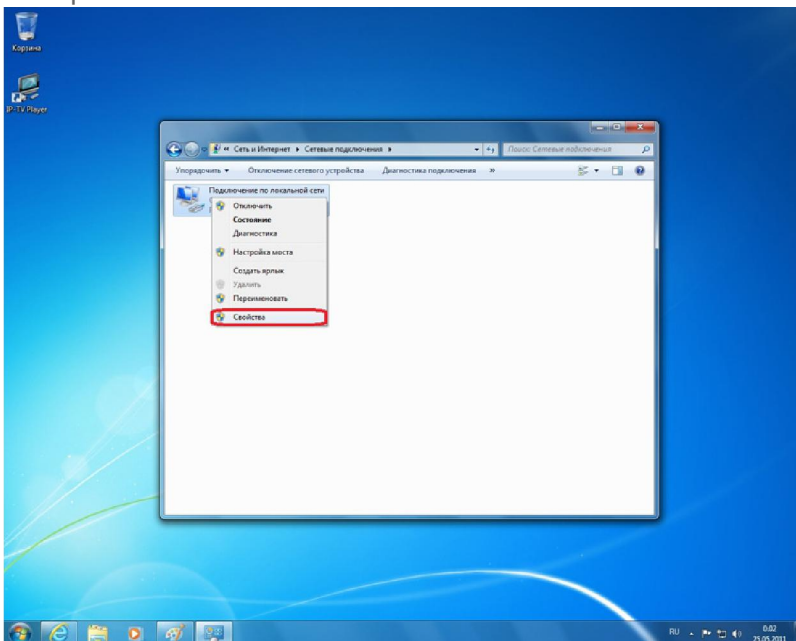 Корзина
IP-TV Player
Сеть и Интернет
Сетевые подключения
Поиск: Сетевые подключения
Упорядочить
Отключение сетевого устройства
Диагностика подключения
»
Подключение по локальной сети
Отключить
Состояние
Диагностика
Настройка моста
Создать ярлык
Удалить
Переименовать
Свойства
RU
0:02
25.05.2011